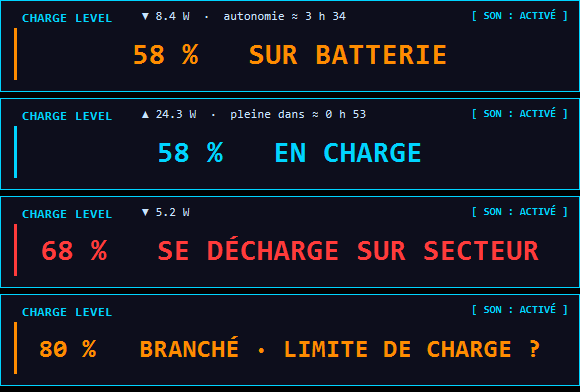 CHARGE LEVEL ▼ 8.4 W · autonomie ≈ 3 h 34 [ SON : ACTIVÉ ]
58 % SUR BATTERIE
CHARGE LEVEL ▲ 24.3 W · pleine dans ≈ 0 h 53 [ SON : ACTIVÉ ]
58 % EN CHARGE
CHARGE LEVEL ▼ 5.2 W [ SON : ACTIVÉ ]
68 % SE DÉCHARGE SUR SECTEUR
CHARGE LEVEL [ SON : ACTIVÉ ]
80 % BRANCHÉ · LIMITE DE CHARGE ?